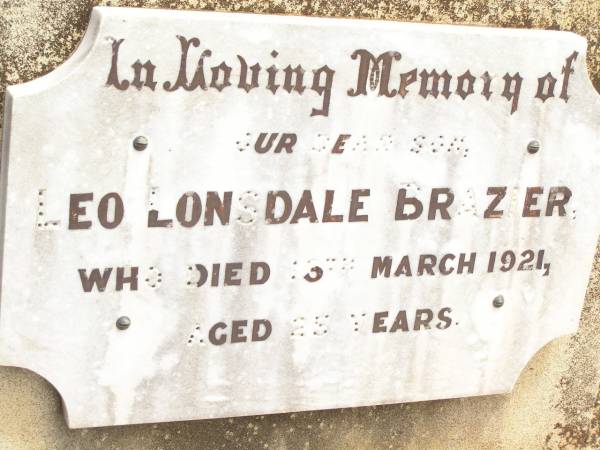 In Loving Memory of
OUR DEAR SON,
LEO LONSDALE BRAZIER,
WHO DIED MARCH 1921,
AGED YEARS.